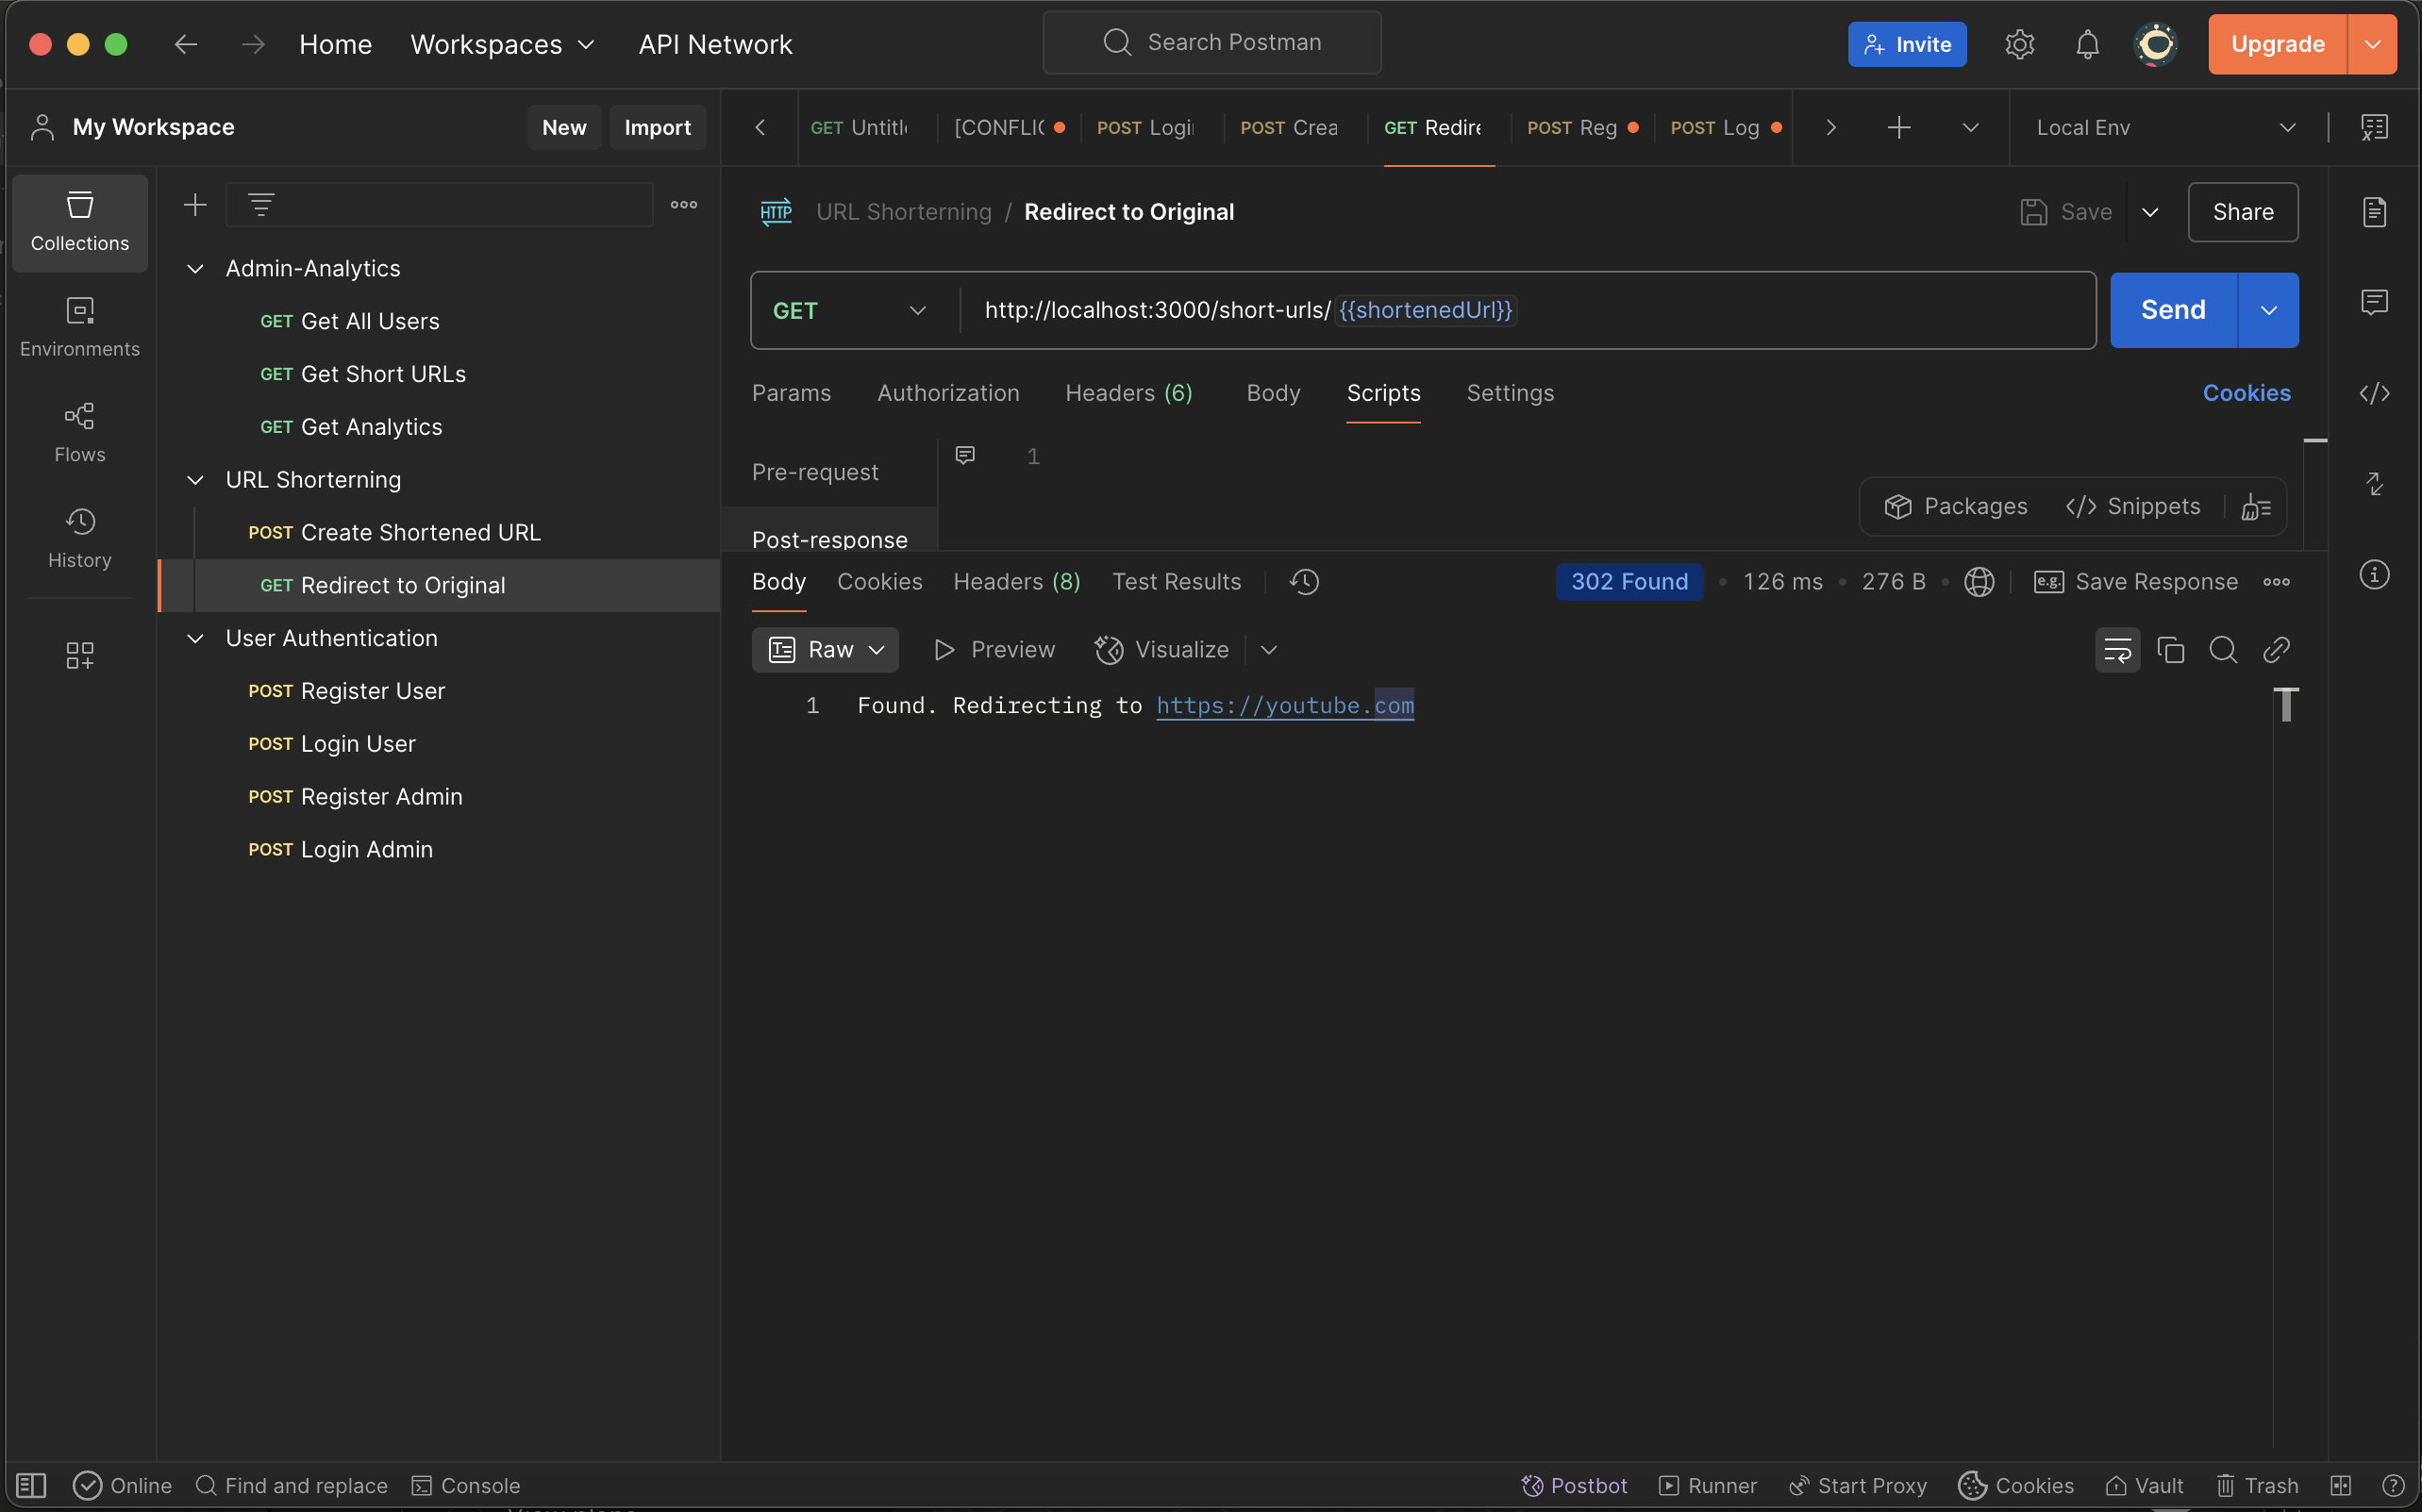 Home Workspaces API Network Search Postman Invite Upgrade
My Workspace New Import
GET Untitl [CONFLIC POST Logi POST Crea GET Redire POST Reg POST Log Local Env
Collections
Environments
Flows
History
Admin-Analytics
GET Get All Users
GET Get Short URLs
GET Get Analytics
URL Shorterning
POST Create Shortened URL
GET Redirect to Original
User Authentication
POST Register User
POST Login User
POST Register Admin
POST Login Admin
HTTP URL Shorterning / Redirect to Original Save Share
GET http://localhost:3000/short-urls/{{shortenedUrl}} Send
Params Authorization Headers (6) Body Scripts Settings Cookies
Pre-request 1
Packages </> Snippets
Post-response
Body Cookies Headers (8) Test Results 302 Found • 126 ms • 276 B • e.g. Save Response
Raw Preview Visualize
1 Found. Redirecting to https://youtube.com
Online Find and replace Console Postbot Runner Start Proxy Cookies Vault Trash